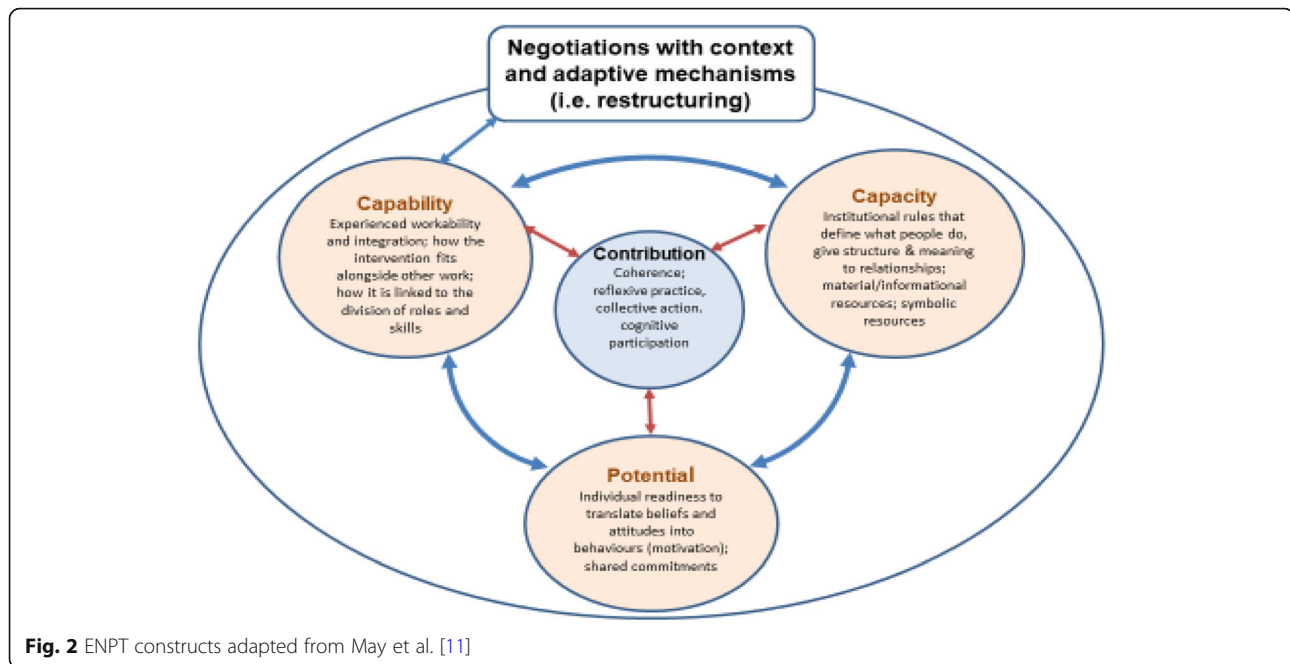 Negotiations with context
and adaptive mechanisms
(i.e. restructuring)
Capability
Experienced workability
and integration; how the
intervention fits
alongside other work;
how it is linked to the
division of roles and
skills
Contribution
Coherence;
reflexive practice,
collective action.
cognitive
participation
Capacity
Institutional rules that
define what people do,
give structure & meaning
to relationships;
material/informational
resources; symbolic
resources
Potential
Individual readiness to
translate beliefs and
attitudes into
behaviours (motivation);
shared commitments
Fig. 2 ENPT constructs adapted from May et al. [11]